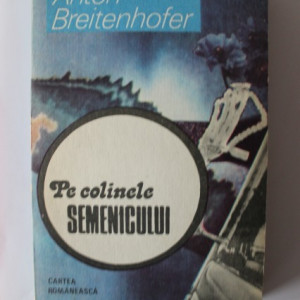 Anton
Breitenhofer
Pe colinele
SEMENICULUI
CARTEA
ROMÂNEASCĂ